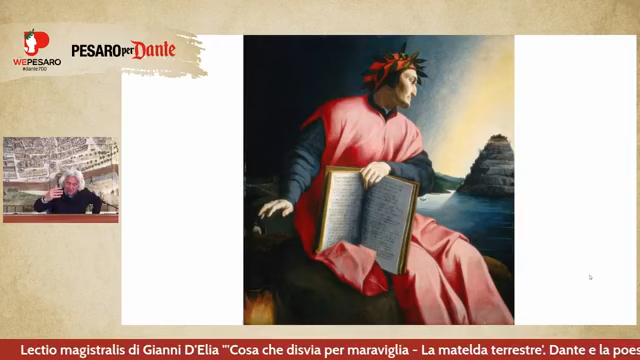 WEPESARO
#dante700
PESARO per Dante
Lectio magistralis di Gianni D'Elia "'Cosa che disvia per maraviglia - La matelda terrestre'. Dante e la poes